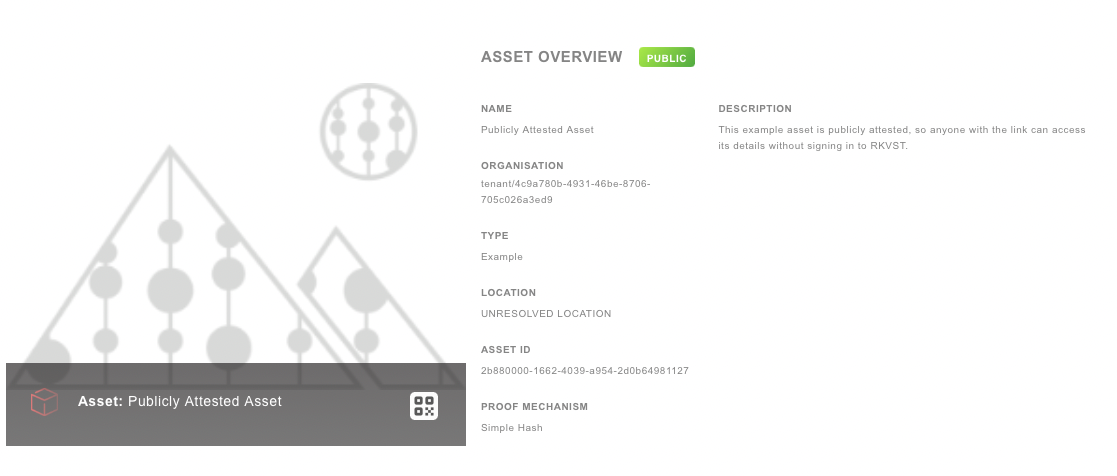 ASSET OVERVIEW PUBLIC
NAME
Publicly Attested Asset
ORGANISATION
tenant/4c9a780b-4931-46be-8706-
705c026a3ed9
TYPE
Example
LOCATION
UNRESOLVED LOCATION
ASSET ID
2b880000-1662-4039-a954-2d0b64981127
PROOF MECHANISM
Simple Hash
DESCRIPTION
This example asset is publicly attested, so anyone with the link can access
its details without signing in to RKVST.
Asset: Publicly Attested Asset